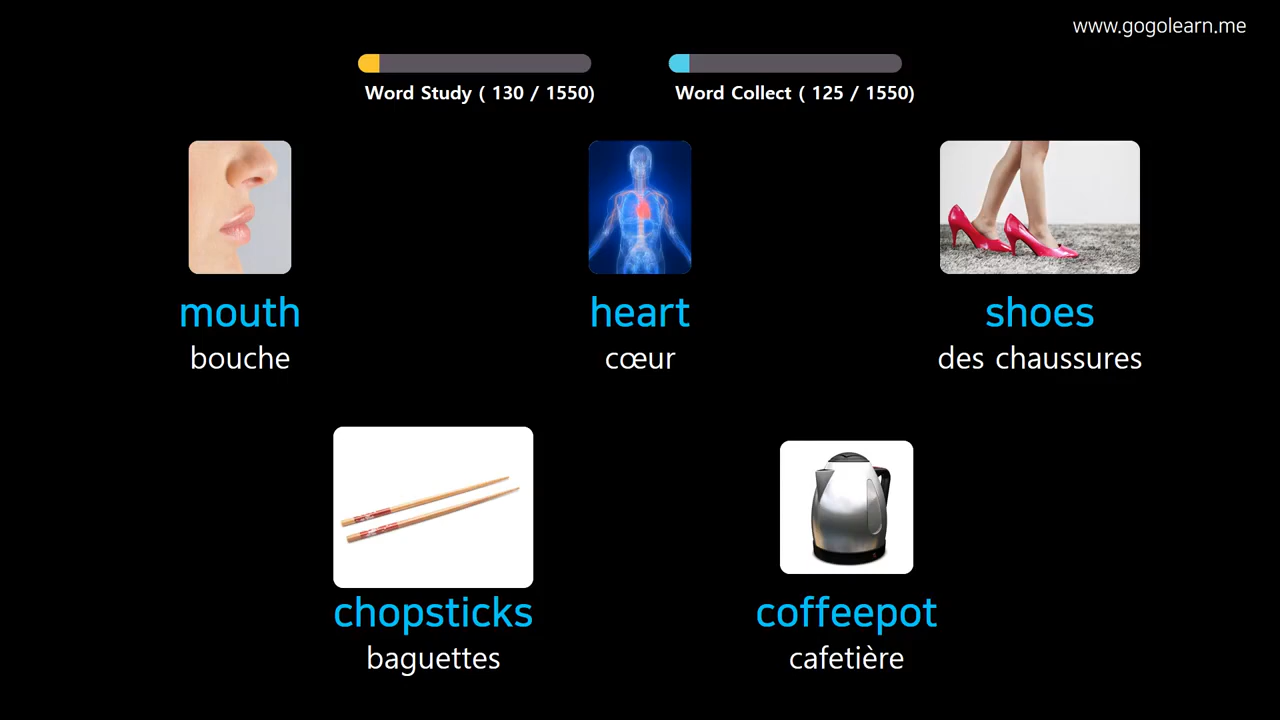 www.gogolearn.me
Word Study ( 130 / 1550)
Word Collect ( 125 / 1550)
mouth
bouche
heart
cœur
shoes
des chaussures
chopsticks
baguettes
coffeepot
cafetière